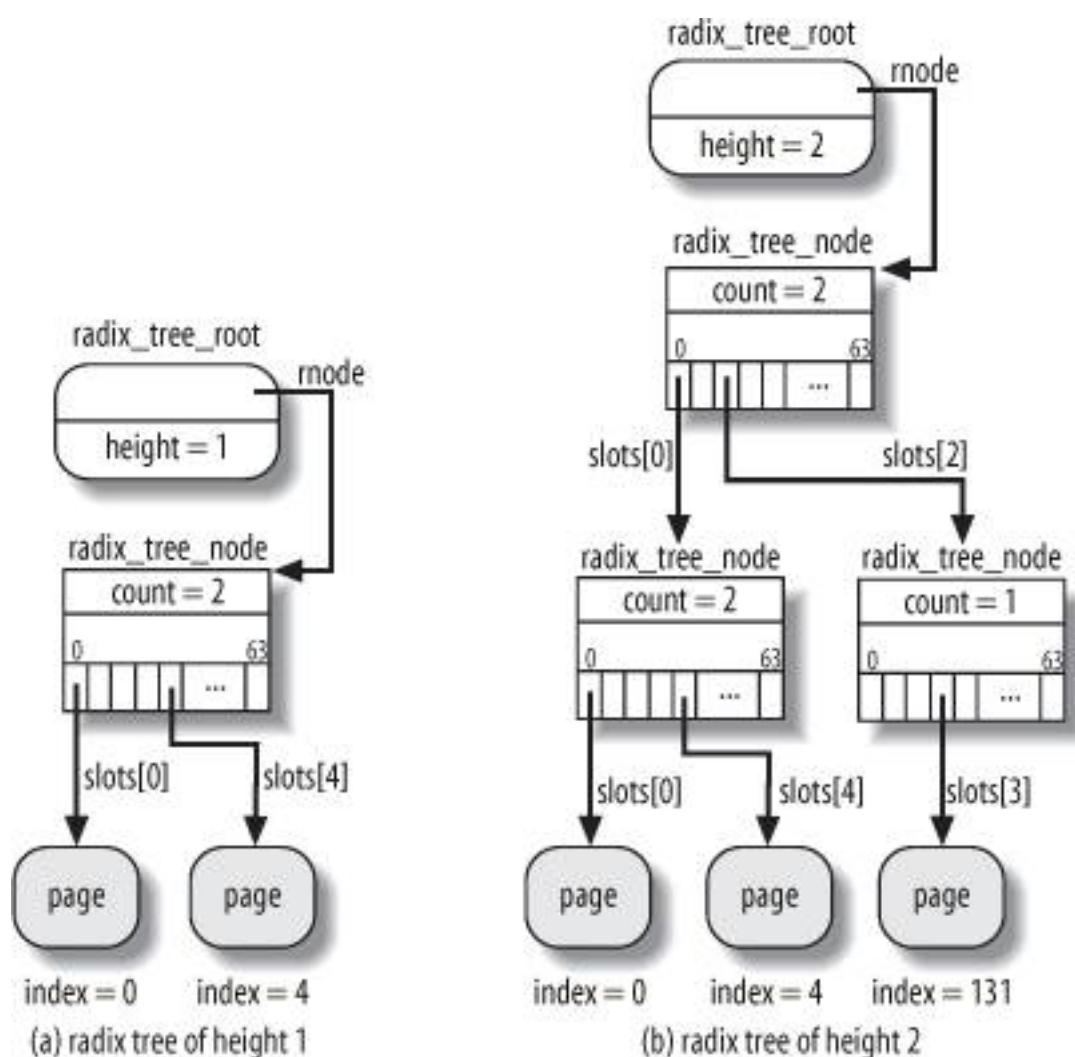 radix_tree_root
rnode
height = 1
radix_tree_node
count = 2
0 63
...
slots[0] slots[4]
page page
index = 0 index = 4
(a) radix tree of height 1
radix_tree_root
rnode
height = 2
radix_tree_node
count = 2
0 63
...
slots[0] slots[2]
radix_tree_node radix_tree_node
count = 2 count = 1
0 63 0 63
... ...
slots[0] slots[4] slots[3]
page page page
index = 0 index = 4 index = 131
(b) radix tree of height 2